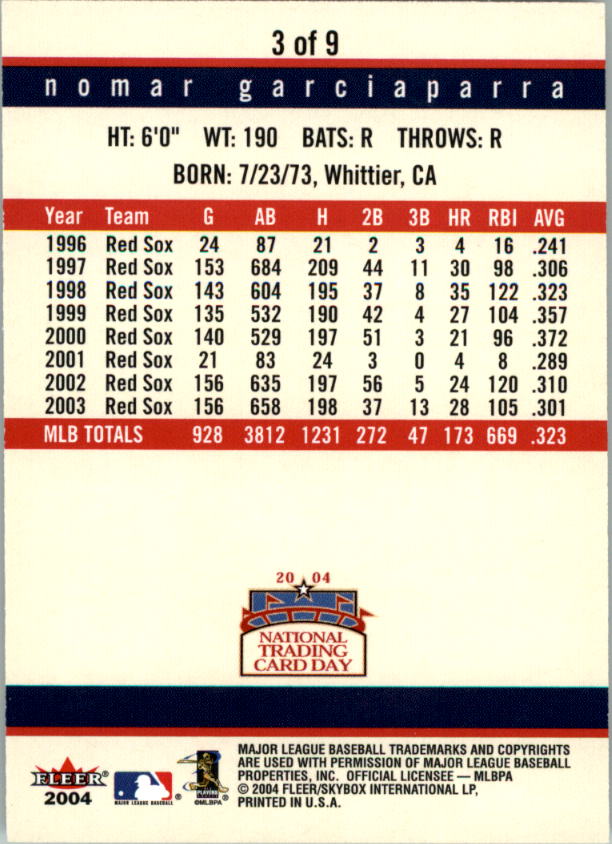 3 of 9
nomar garciaparra
HT: 6'0" WT: 190 BATS: R THROWS: R
BORN: 7/23/73, Whittier, CA
Year Team G AB H 2B 3B HR RBI AVG
1996 Red Sox 24 87 21 2 3 4 16 .241
1997 Red Sox 153 684 209 44 11 30 98 .306
1998 Red Sox 143 604 195 37 8 35 122 .323
1999 Red Sox 135 532 190 42 4 27 104 .357
2000 Red Sox 140 529 197 51 3 21 96 .372
2001 Red Sox 21 83 24 3 0 4 8 .289
2002 Red Sox 156 635 197 56 5 24 120 .310
2003 Red Sox 156 658 198 37 13 28 105 .301
MLB TOTALS 928 3812 1231 272 47 173 669 .323
20 04
NATIONAL
TRADING
CARD DAY
FLEER®
2004
MAJOR LEAGUE BASEBALL ®
PLAYERS
CHOICE ®
©MLBPA
MAJOR LEAGUE BASEBALL TRADEMARKS AND COPYRIGHTS
ARE USED WITH PERMISSION OF MAJOR LEAGUE BASEBALL
PROPERTIES, INC. OFFICIAL LICENSEE — MLBPA
© 2004 FLEER/SKYBOX INTERNATIONAL LP,
PRINTED IN U.S.A.